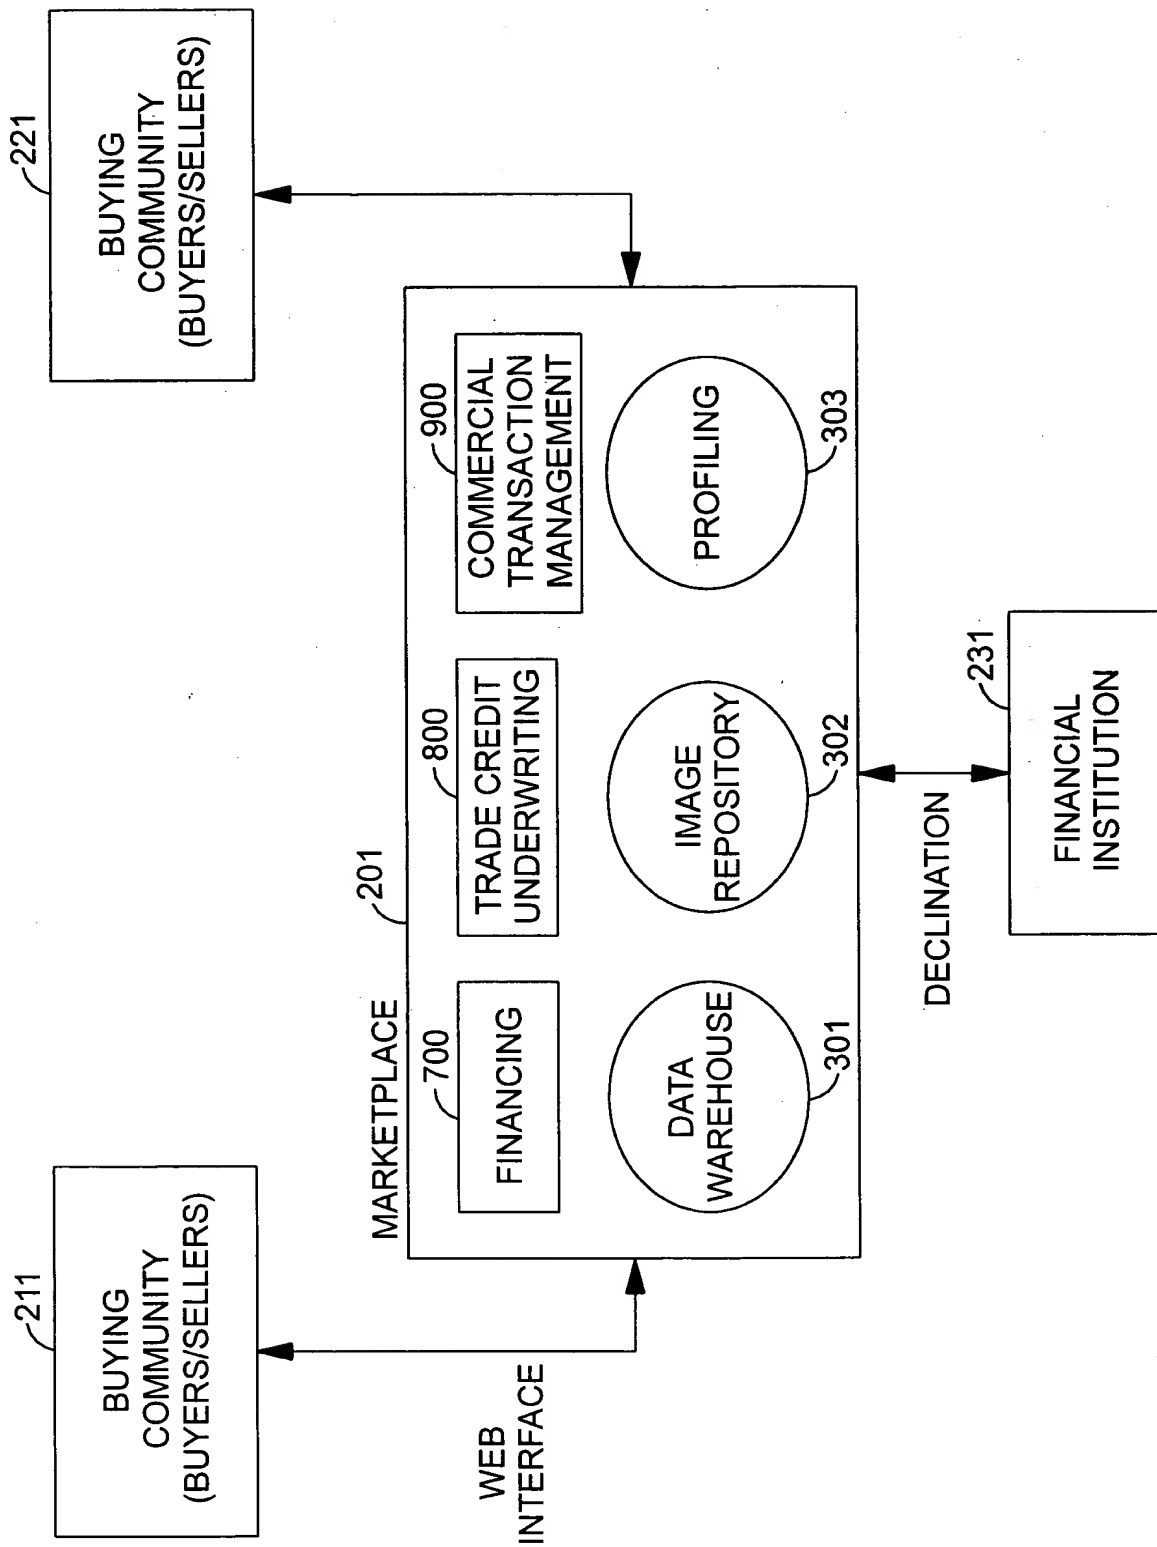 211
BUYING
COMMUNITY
(BUYERS/SELLERS)
221
BUYING
COMMUNITY
(BUYERS/SELLERS)
WEB
INTERFACE
MARKETPLACE
201
700
FINANCING
800
TRADE CREDIT
UNDERWRITING
900
COMMERCIAL
TRANSACTION
MANAGEMENT
DATA
WAREHOUSE
301
IMAGE
REPOSITORY
302
PROFILING
303
DECLINATION
231
FINANCIAL
INSTITUTION